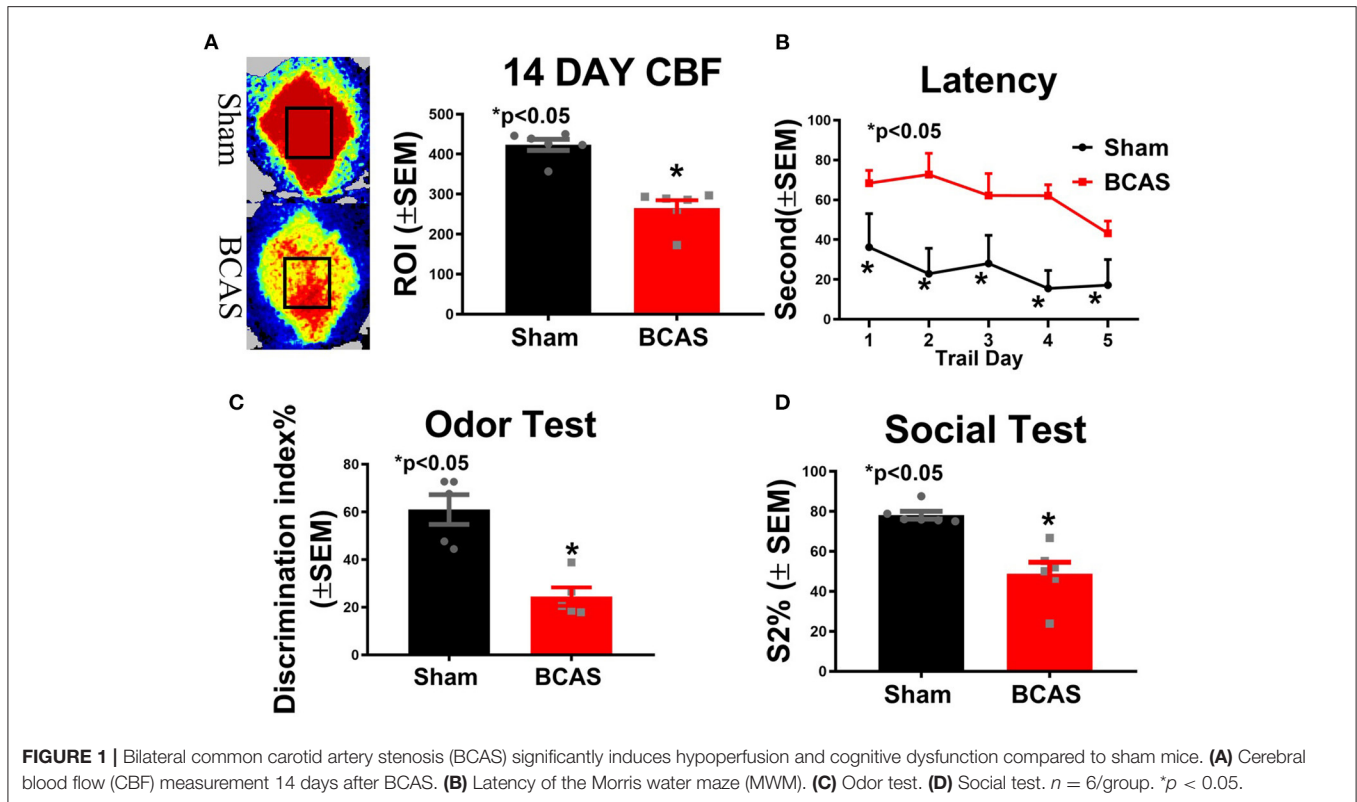 A
Sham
BCAS
14 DAY CBF
*p<0.05
ROI (±SEM)
500
400
300
200
100
0
*
Sham
BCAS
B
Latency
*p<0.05
Second(±SEM)
100
80
60
40
20
0
Sham
BCAS
*
*
*
*
*
1
2
3
4
5
Trail Day
C
Odor Test
*p<0.05
Discrimination index%
(±SEM)
80
60
40
20
0
*
Sham
BCAS
D
Social Test
*p<0.05
S2% (± SEM)
100
80
60
40
20
0
*
Sham
BCAS
FIGURE 1 | Bilateral common carotid artery stenosis (BCAS) significantly induces hypoperfusion and cognitive dysfunction compared to sham mice. (A) Cerebral
blood flow (CBF) measurement 14 days after BCAS. (B) Latency of the Morris water maze (MWM). (C) Odor test. (D) Social test. n = 6/group. *p < 0.05.